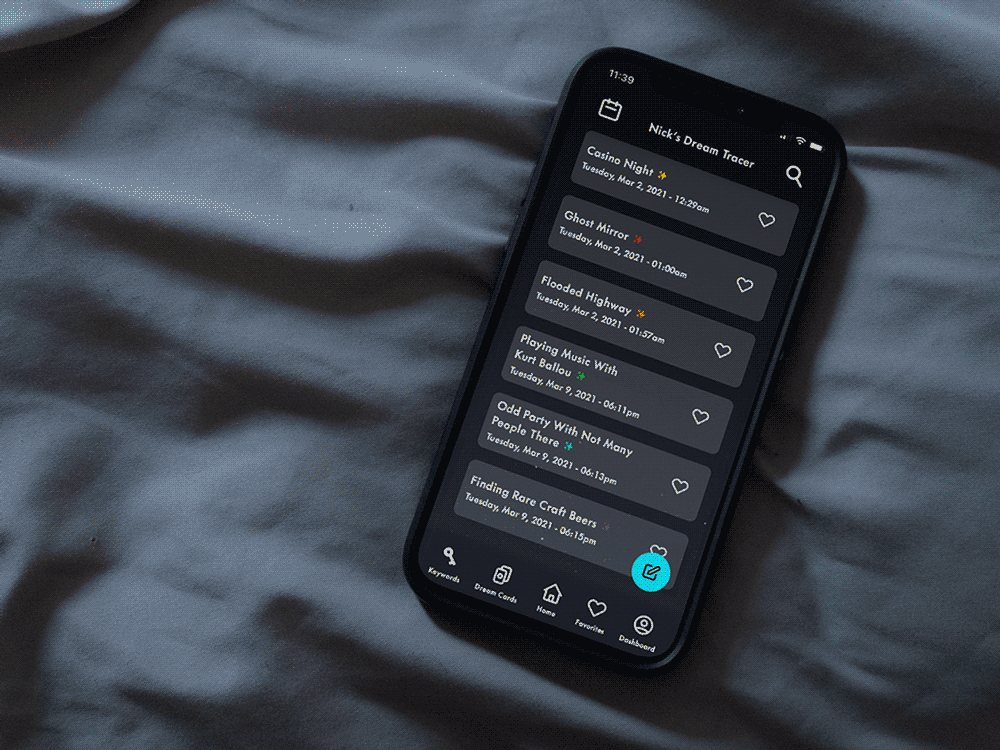 11:39
Nick's Dream Tracer
Casino Night
Tuesday, Mar 2, 2021 - 12:29am
Ghost Mirror
Tuesday, Mar 2, 2021 - 01:00am
Flooded Highway
Tuesday, Mar 2, 2021 - 01:57am
Playing Music With
Kurt Ballou
Tuesday, Mar 9, 2021 - 06:11pm
Odd Party With Not Many
People There
Tuesday, Mar 9, 2021 - 06:13pm
Finding Rare Craft Beers
Tuesday, Mar 9, 2021 - 06:15pm
Keywords
Dream Cards
Home
Favorites
Dashboard